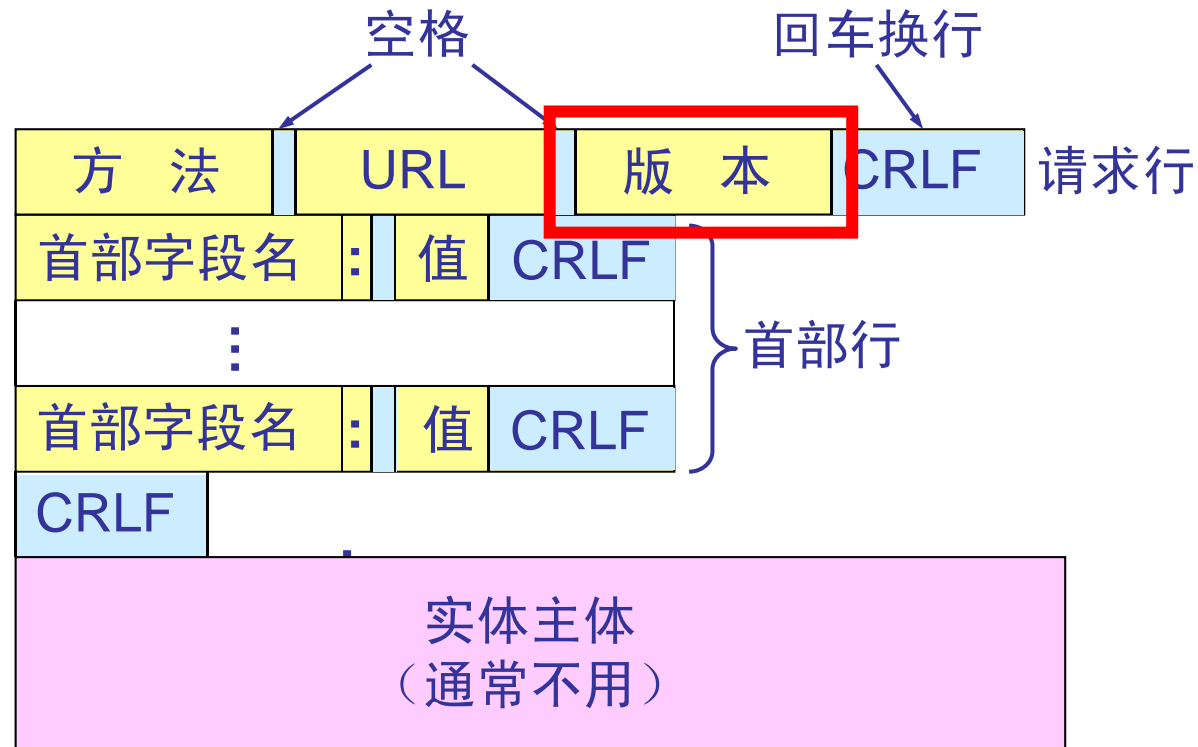 空格 回车换行
方 法 URL 版 本 CRLF 请求行
首部字段名 : 值 CRLF
⋮ 首部行
首部字段名 : 值 CRLF
CRLF
实体主体
（通常不用）